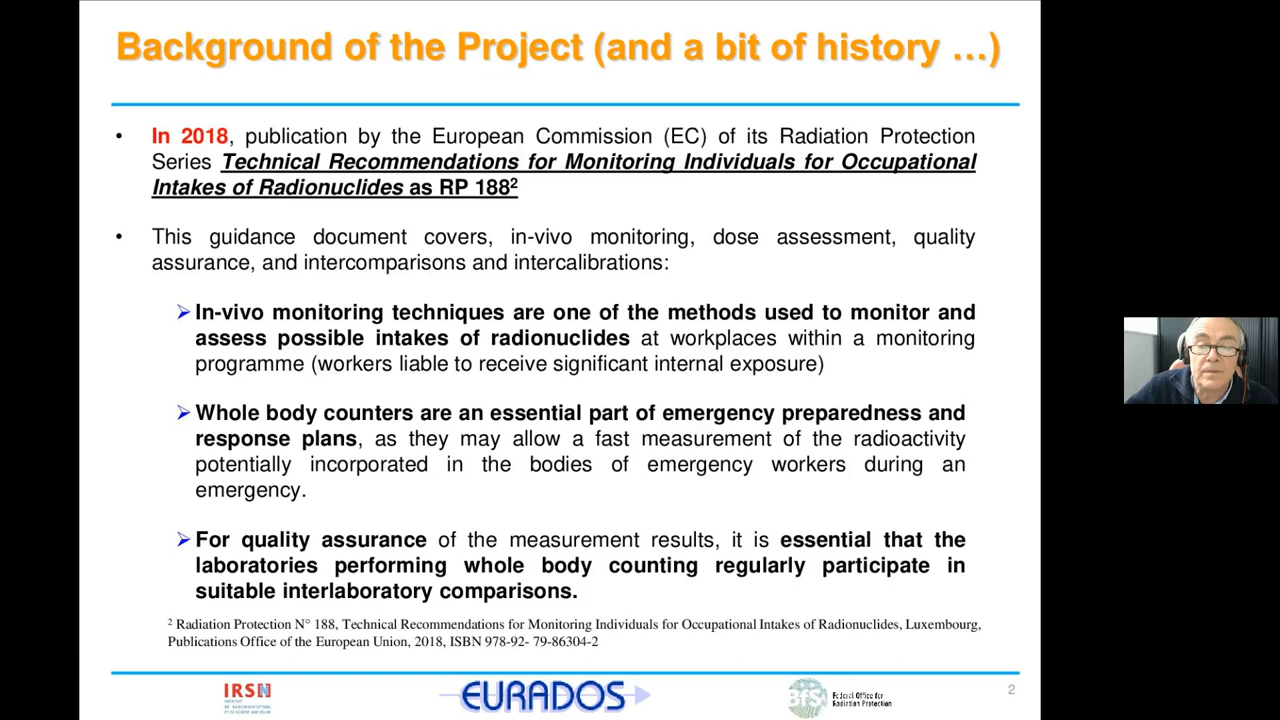 Background of the Project (and a bit of history …)
• In 2018, publication by the European Commission (EC) of its Radiation Protection
Series Technical Recommendations for Monitoring Individuals for Occupational
Intakes of Radionuclides as RP 188²
• This guidance document covers, in-vivo monitoring, dose assessment, quality
assurance, and intercomparisons and intercalibrations:
➢ In-vivo monitoring techniques are one of the methods used to monitor and
assess possible intakes of radionuclides at workplaces within a monitoring
programme (workers liable to receive significant internal exposure)
➢ Whole body counters are an essential part of emergency preparedness and
response plans, as they may allow a fast measurement of the radioactivity
potentially incorporated in the bodies of emergency workers during an
emergency.
➢ For quality assurance of the measurement results, it is essential that the
laboratories performing whole body counting regularly participate in
suitable interlaboratory comparisons.
² Radiation Protection N° 188, Technical Recommendations for Monitoring Individuals for Occupational Intakes of Radionuclides, Luxembourg,
Publications Office of the European Union, 2018, ISBN 978-92- 79-86304-2
IRSN
EURADOS
BfS
Federal Office for
Radiation Protection
2